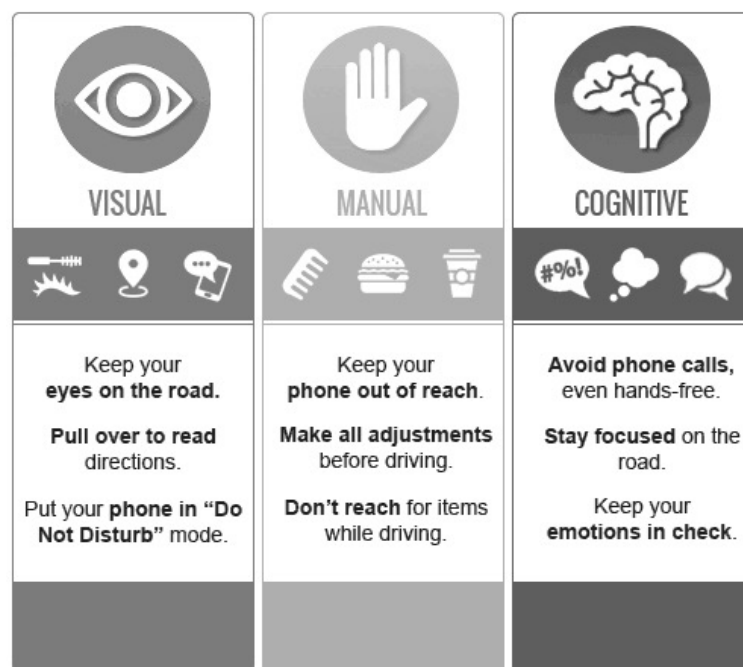 VISUAL
Keep your
eyes on the road.
Pull over to read
directions.
Put your phone in “Do
Not Disturb” mode.
MANUAL
Keep your
phone out of reach.
Make all adjustments
before driving.
Don’t reach for items
while driving.
COGNITIVE
#%!
Avoid phone calls,
even hands-free.
Stay focused on the
road.
Keep your
emotions in check.